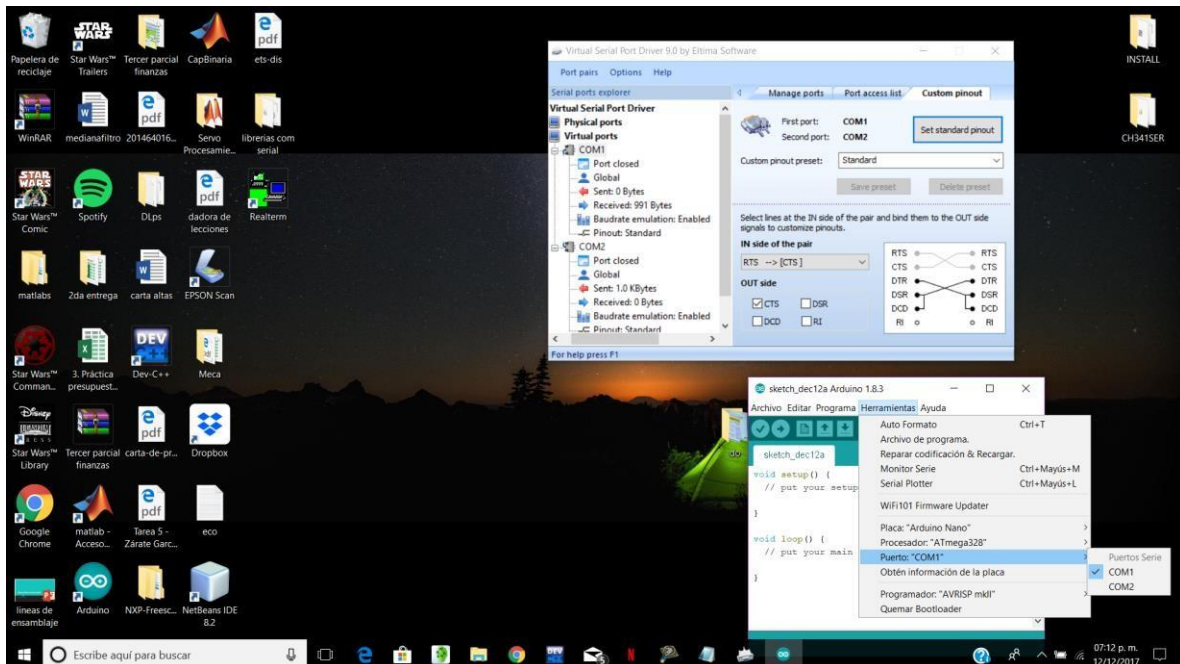 Papelera de
reciclaje
STAR
WARS
Star Wars™
Trailers
Tercer parcial
finanzas
CapBinaria
pdf
ets-dis
WinRAR
medianafiltro
pdf
201464016...
Servo
Procesamie...
librerias com
serial
STAR
WARS
Star Wars™
Comic
Spotify
DLps
pdf
dadora de
lecciones
Realterm
matlabs
2da entrega
carta altas
EPSON Scan
Star Wars™
Comman...
3. Práctica
presupuest...
DEV
Dev-C++
Meca
Disney
Star Wars™
Library
Tercer parcial
finanzas
pdf
carta-de-pr...
Dropbox
Google
Chrome
matlab -
Acceso...
pdf
Tarea 5 -
Zárate Garc...
eco
lineas de
ensamblaje
Arduino
NXP-Freesc...
NetBeans IDE
8.2
INSTALL
CH341SER
Virtual Serial Port Driver 9.0 by Eltima Software
Port pairs Options Help
Serial ports explorer
Virtual Serial Port Driver
Physical ports
Virtual ports
COM1
Port closed
Global
Sent: 0 Bytes
Received: 991 Bytes
Baudrate emulation: Enabled
Pinout: Standard
COM2
Port closed
Global
Sent: 1.0 KBytes
Received: 0 Bytes
Baudrate emulation: Enabled
Pinout: Standard
Manage ports Port access list Custom pinout
First port: COM1
Second port: COM2
Set standard pinout
Custom pinout preset: Standard
Save preset Delete preset
Select lines at the IN side of the pair and bind them to the OUT side
signals to customize pinouts.
IN side of the pair
RTS --> [CTS ]
OUT side
CTS DSR
DCD RI
RTS RTS
CTS CTS
DTR DTR
DSR DSR
DCD DCD
RI RI
For help press F1
sketch_dec12a Arduino 1.8.3
Archivo Editar Programa Herramientas Ayuda
sketch_dec12a
void setup() {
// put your setup
}
void loop() {
// put your main
}
Auto Formato Ctrl+T
Archivo de programa.
Reparar codificación & Recargar.
Monitor Serie Ctrl+Mayús+M
Serial Plotter Ctrl+Mayús+L
WiFi101 Firmware Updater
Placa: "Arduino Nano"
Procesador: "ATmega328"
Puerto: "COM1"
Obtén información de la placa
Programador: "AVRISP mkII"
Quemar Bootloader
Puertos Serie
COM1
COM2
Escribe aquí para buscar
07:12 p. m.
12/12/2017